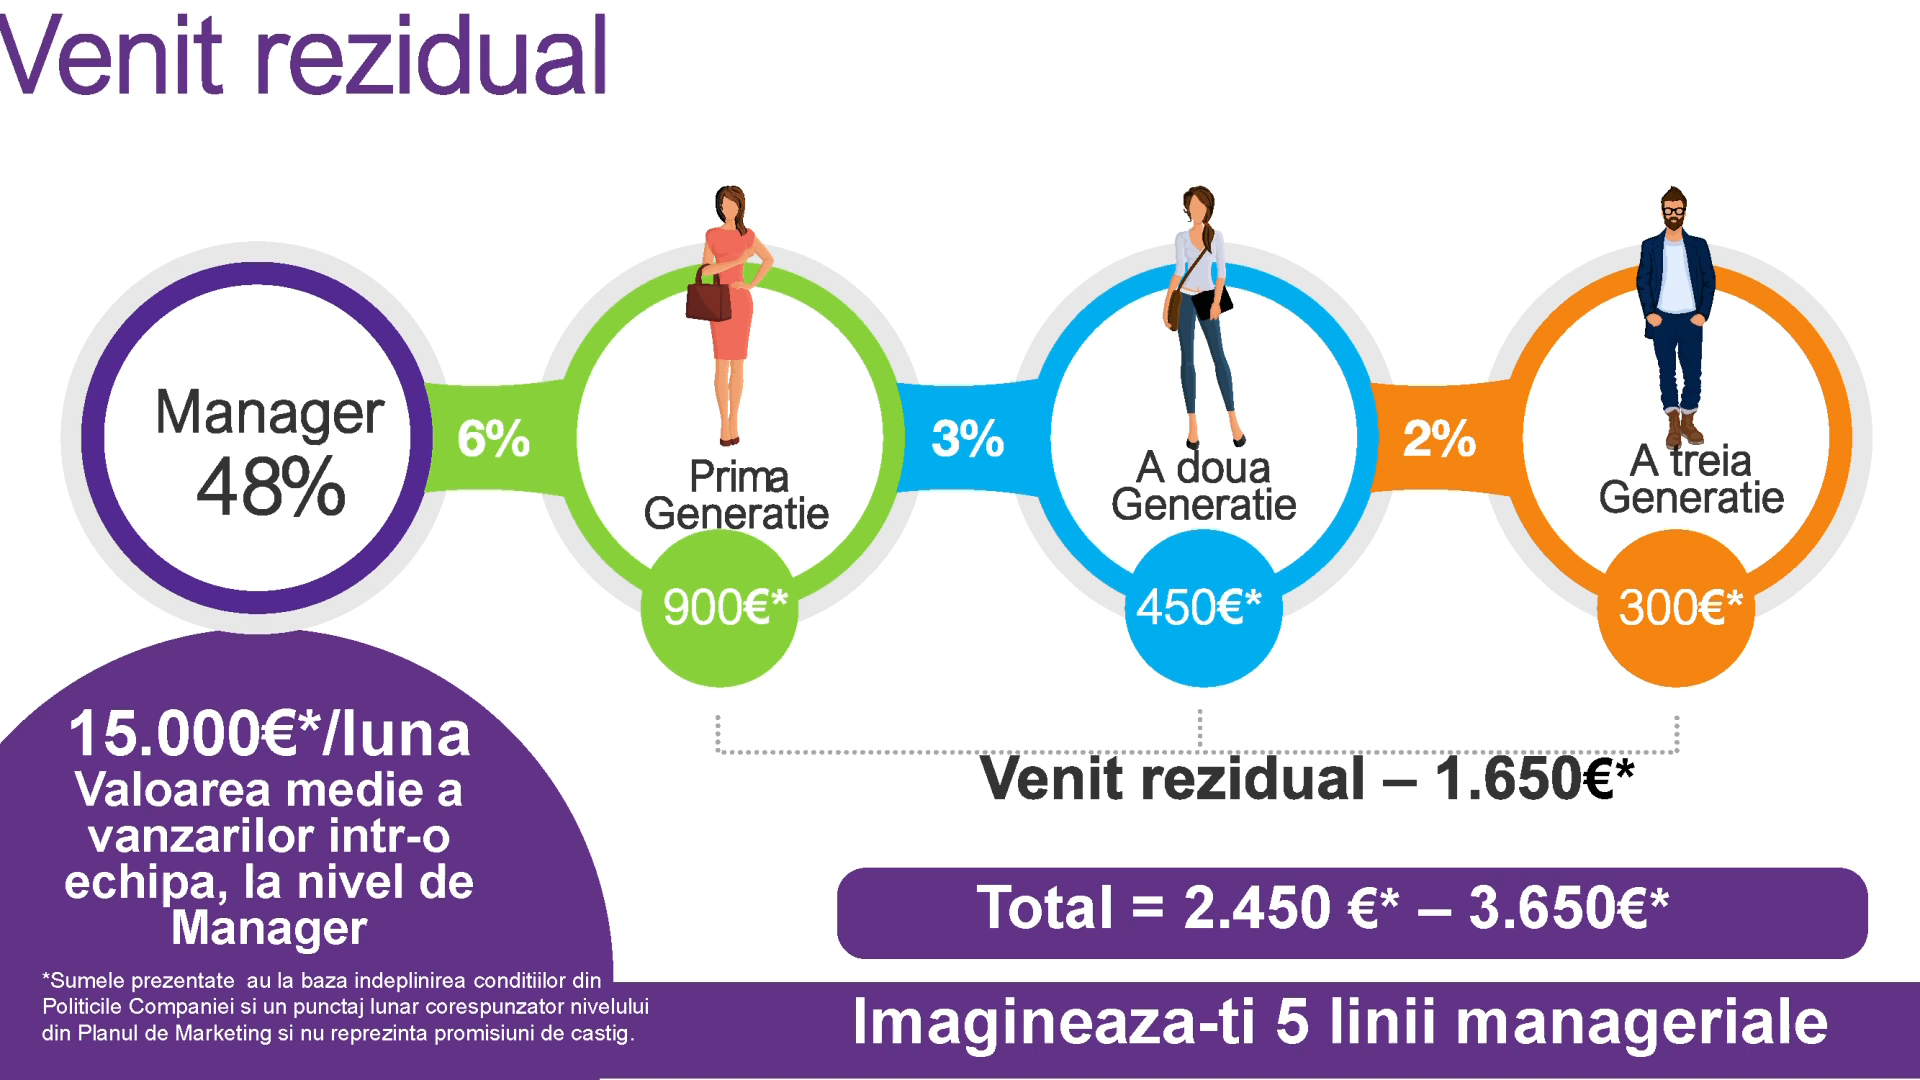 Venit rezidual
Manager
48%
6%
Prima
Generatie
900€*
3%
A doua
Generatie
450€*
2%
A treia
Generatie
300€*
15.000€*/luna
Valoarea medie a
vanzarilor intr-o
echipa, la nivel de
Manager
*Sumele prezentate au la baza indeplinirea conditiilor din
Politicile Companiei si un punctaj lunar corespunzator nivelului
din Planul de Marketing si nu reprezinta promisiuni de castig.
Venit rezidual – 1.650€*
Total = 2.450 €* – 3.650€*
Imagineaza-ti 5 linii manageriale